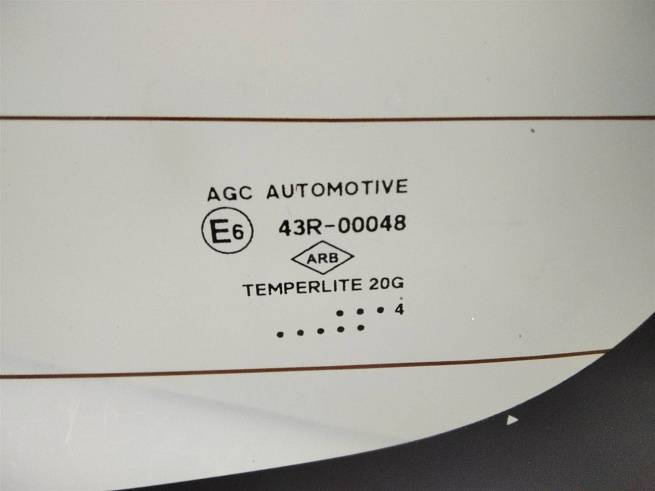 AGC AUTOMOTIVE
E6 43R-00048
ARB
TEMPERLITE 20G
• • • 4
• • • • •